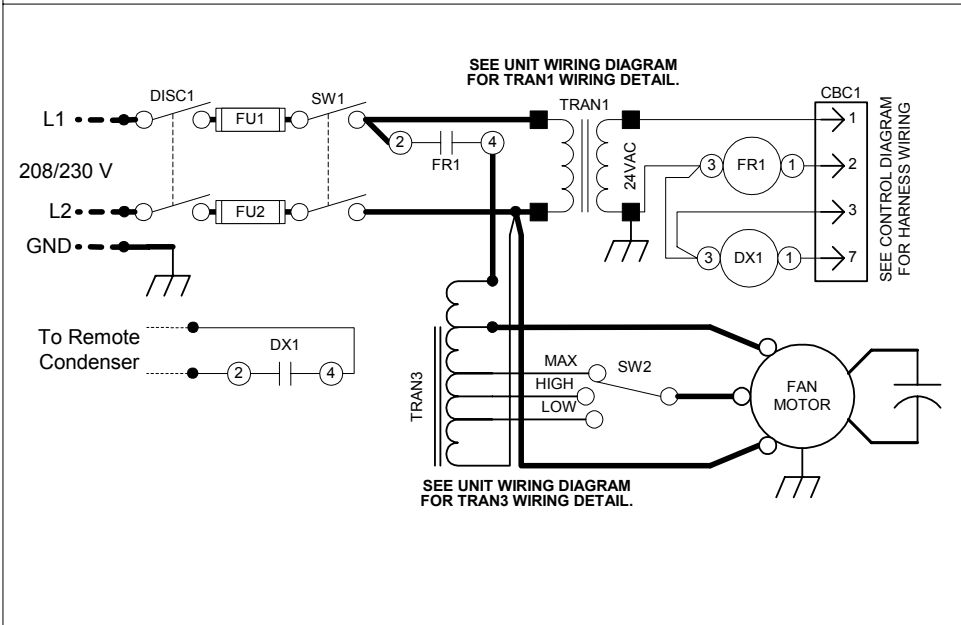 SEE UNIT WIRING DIAGRAM
FOR TRAN1 WIRING DETAIL.
DISC1
SW1
TRAN1
CBC1
L1
FU1
1
2
4
FR1
24VAC
3
FR1
1
2
208/230 V
L2
FU2
3
GND
3
DX1
1
7
SEE CONTROL DIAGRAM
FOR HARNESS WIRING
To Remote
Condenser
DX1
2
4
TRAN3
MAX
SW2
HIGH
LOW
FAN
MOTOR
SEE UNIT WIRING DIAGRAM
FOR TRAN3 WIRING DETAIL.